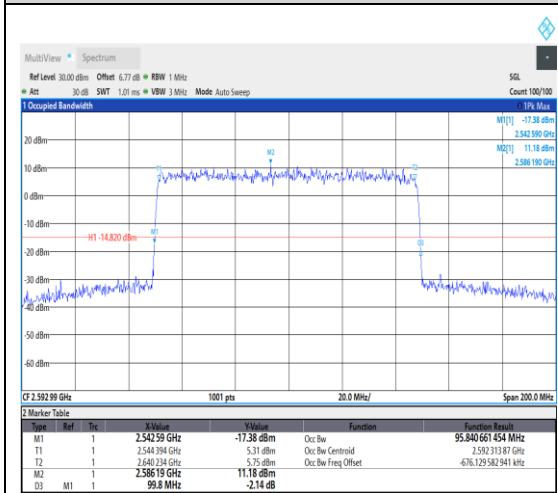 MultiView Spectrum
Ref Level 30.00 dBm Offset 6.77 dB RBW 1 MHz SGL
Att 30 dB SWT 1.01 ms VBW 3 MHz Mode Auto Sweep Count 100/100
1 Occupied Bandwidth 1Pk Max
M1[1] -17.38 dBm
2.542 590 GHz
M2[1] 11.18 dBm
2.586 190 GHz
20 dBm
10 dBm
0 dBm
-10 dBm
-20 dBm
-30 dBm
-40 dBm
-50 dBm
-60 dBm
H1 -14.820 dBm
M1
M2
T1
T2
D3
CF 2.592 99 GHz 1001 pts 20.0 MHz/ Span 200.0 MHz
2 Marker Table
Type Ref Trc X-Value Y-Value Function Function Result
M1 1 2.542 59 GHz -17.38 dBm Occ Bw 95.840 661 454 MHz
T1 1 2.544 394 GHz 5.31 dBm Occ Bw Centroid 2.592 313 87 GHz
T2 1 2.640 234 GHz 5.75 dBm Occ Bw Freq Offset -676.129 582 941 kHz
M2 1 2.586 19 GHz 11.18 dBm
D3 M1 1 99.8 MHz -2.14 dB